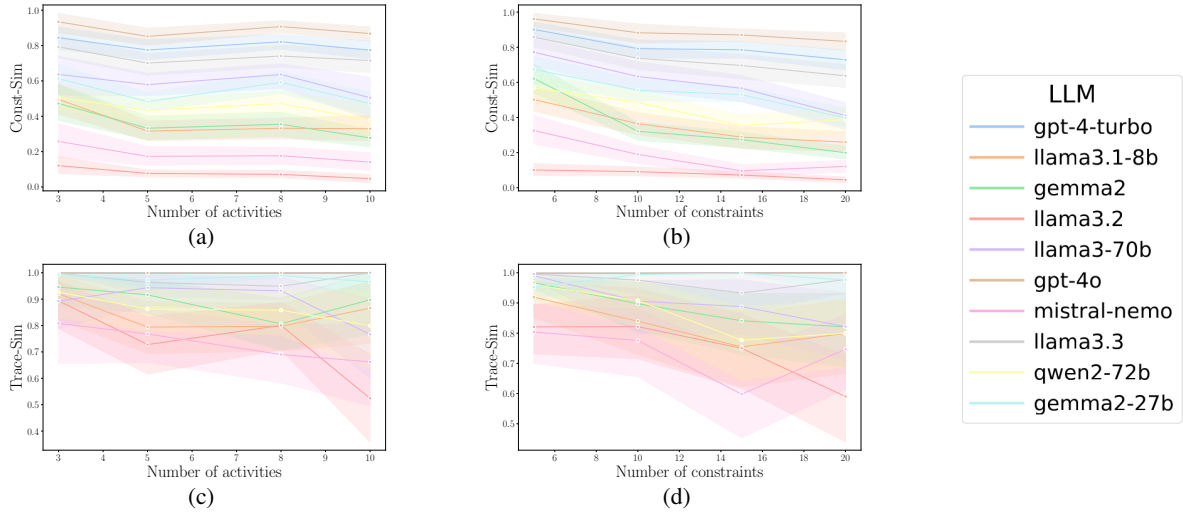 Const-Sim
1.0
0.8
0.6
0.4
0.2
0.0
3 4 5 6 7 8 9 10
Number of activities
(a)
Const-Sim
1.0
0.8
0.6
0.4
0.2
0.0
6 8 10 12 14 16 18 20
Number of constraints
(b)
Trace-Sim
1.0
0.9
0.8
0.7
0.6
0.5
0.4
3 4 5 6 7 8 9 10
Number of activities
(c)
Trace-Sim
1.0
0.9
0.8
0.7
0.6
0.5
6 8 10 12 14 16 18 20
Number of constraints
(d)
LLM
gpt-4-turbo
llama3.1-8b
gemma2
llama3.2
llama3-70b
gpt-4o
mistral-nemo
llama3.3
qwen2-72b
gemma2-27b